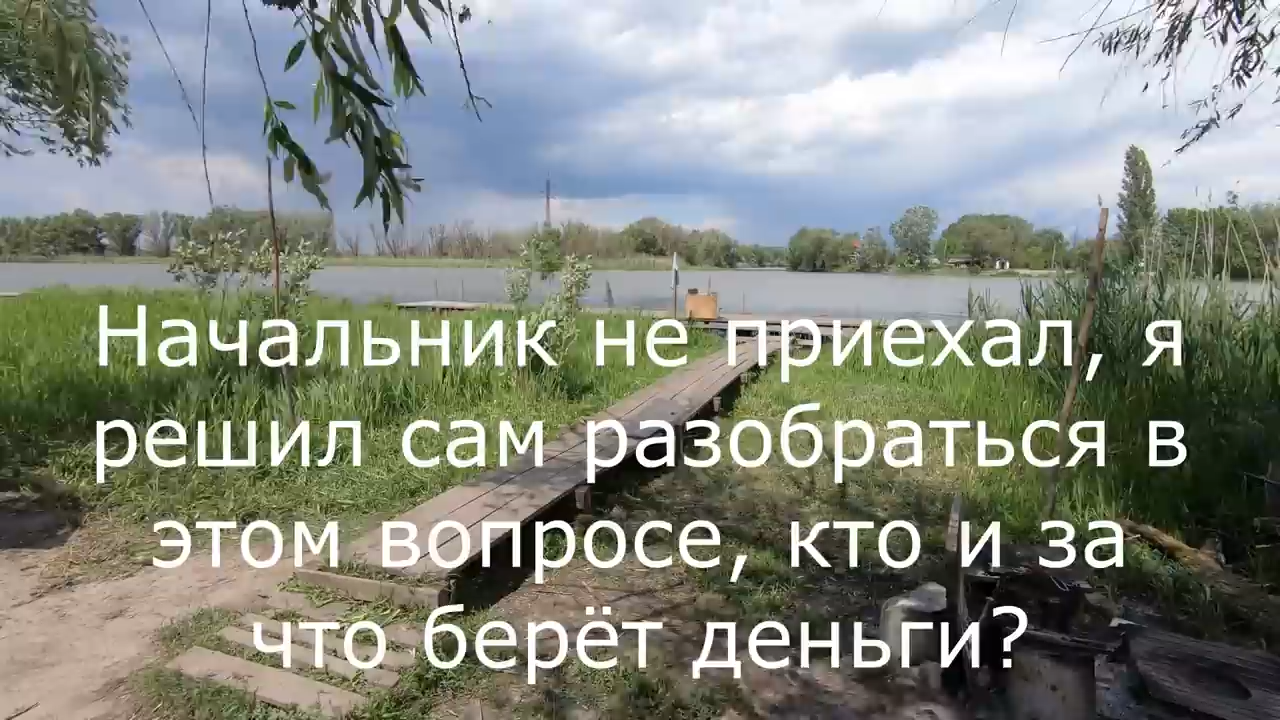 Начальник не приехал, я
решил сам разобраться в
этом вопросе, кто и за
что берёт деньги?